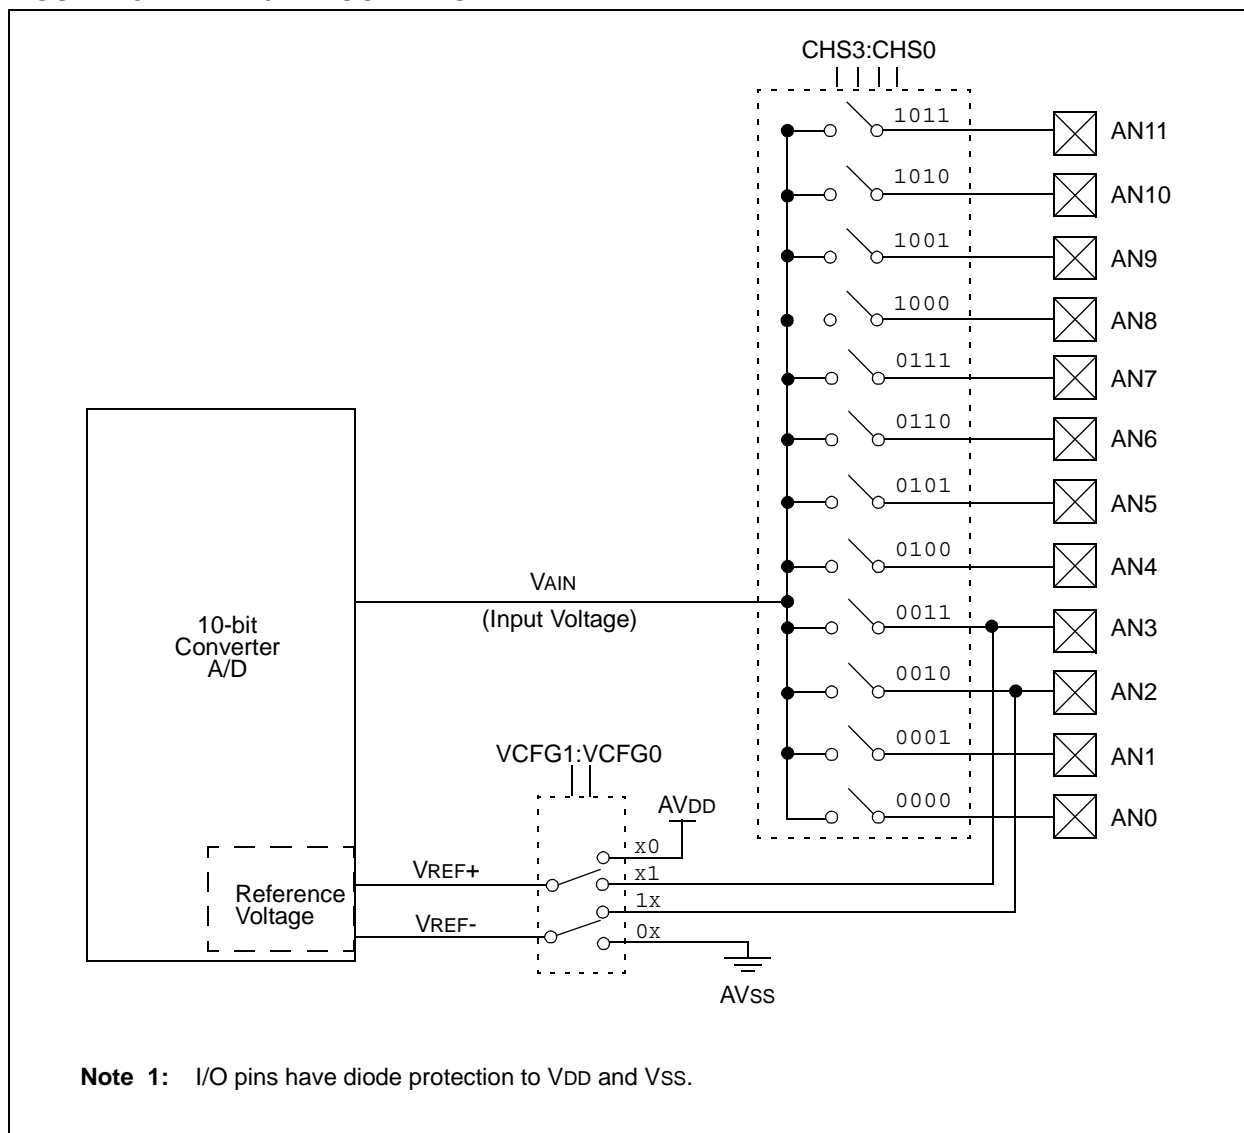 CHS3:CHS0
1011
AN11
1010
AN10
1001
AN9
1000
AN8
0111
AN7
0110
AN6
0101
AN5
0100
AN4
VAIN
(Input Voltage)
0011
AN3
10-bit
Converter
A/D
0010
AN2
0001
AN1
VCFG1:VCFG0
0000
AN0
AVDD
x0
VREF+
x1
Reference
Voltage
1x
VREF-
0x
AVSS
Note 1: I/O pins have diode protection to VDD and VSS.